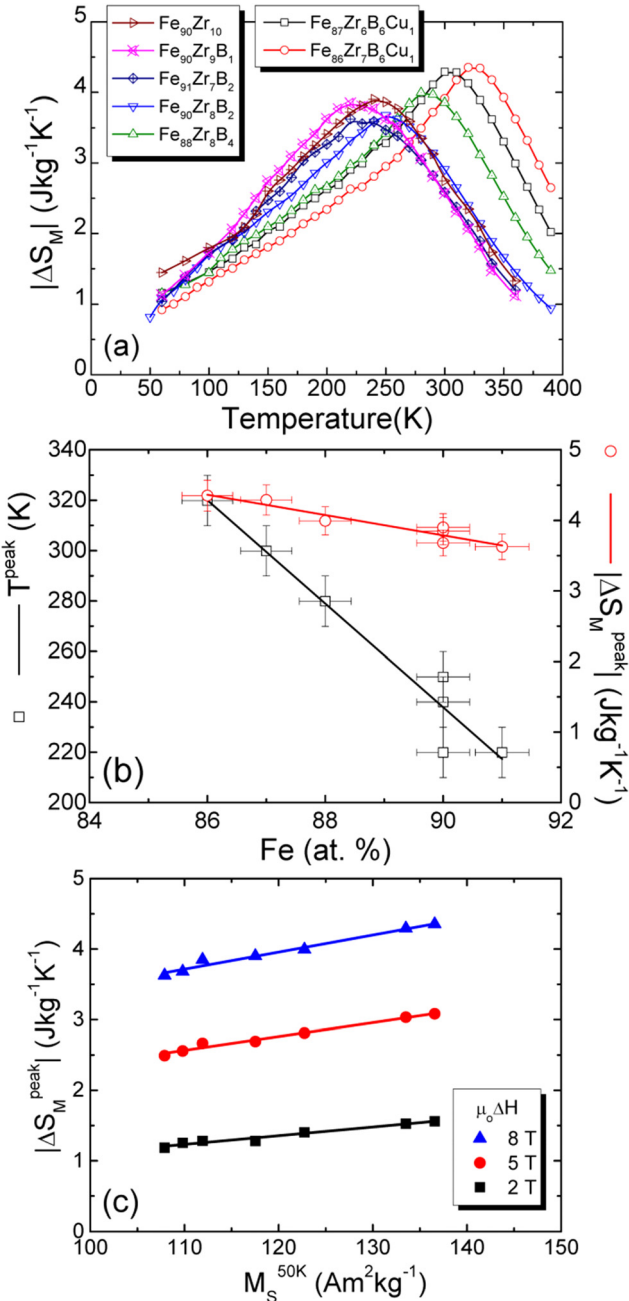 Fe90Zr10
Fe90Zr9B1
Fe91Zr7B2
Fe90Zr8B2
Fe88Zr8B4
Fe87Zr6B6Cu1
Fe86Zr7B6Cu1
5
4
3
2
1
0
|ΔSM| (Jkg-1K-1)
(a)
0 50 100 150 200 250 300 350 400
Temperature(K)
340
320
300
280
260
240
220
200
Tpeak (K)
5
4
3
2
1
0
|ΔSMpeak| (Jkg-1K-1)
(b)
84 86 88 90 92
Fe (at. %)
5
4
3
2
1
0
|ΔSMpeak| (Jkg-1K-1)
μoΔH
8 T
5 T
2 T
(c)
100 110 120 130 140 150
MS50K (Am2kg-1)